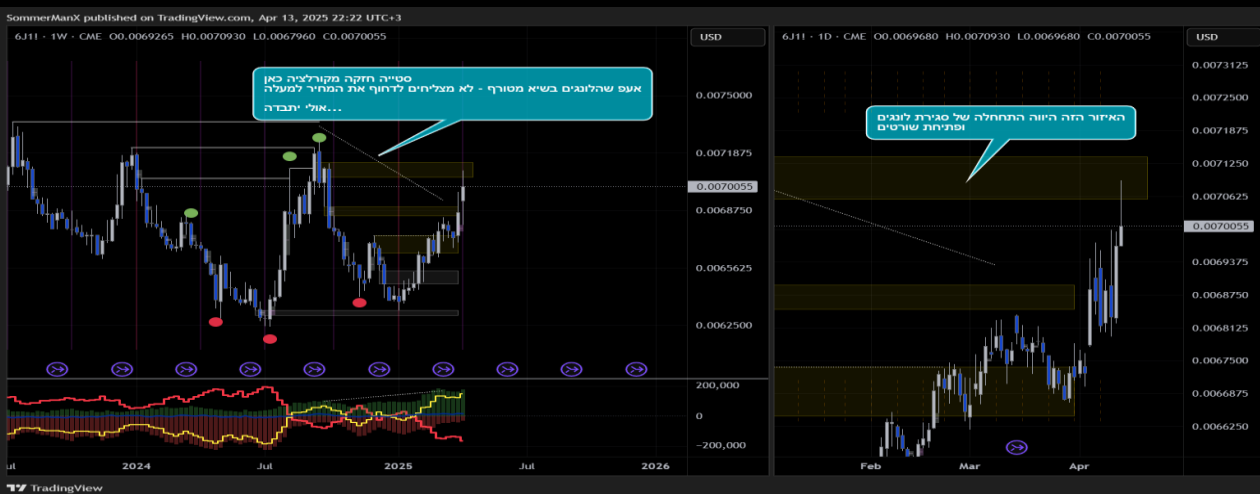 SommerManX published on TradingView.com, Apr 13, 2025 22:22 UTC+3
6J1! · 1W · CME O0.0069265 H0.0070930 L0.0067960 C0.0070055
USD
סטייה חזקה מקורלציה כאן
אעפ שהלונגים בשיא מטורף - לא מצליחים לדחוף את המחיר למעלה
אולי יתבדה...
0.0075000
0.0071875
0.0070055
0.0068750
0.0065625
0.0062500
200,000
0
−200,000
ul
2024
Jul
2025
Jul
2026
6J1! · 1D · CME O0.0069680 H0.0070930 L0.0069680 C0.0070055
USD
האיזור הזה היווה התחחלה של סגירת לונגים
ופתיחת שורטים
0.0073125
0.0072500
0.0071875
0.0071250
0.0070625
0.0070055
0.0069375
0.0068750
0.0068125
0.0067500
0.0066875
0.0066250
Feb
Mar
Apr
TradingView